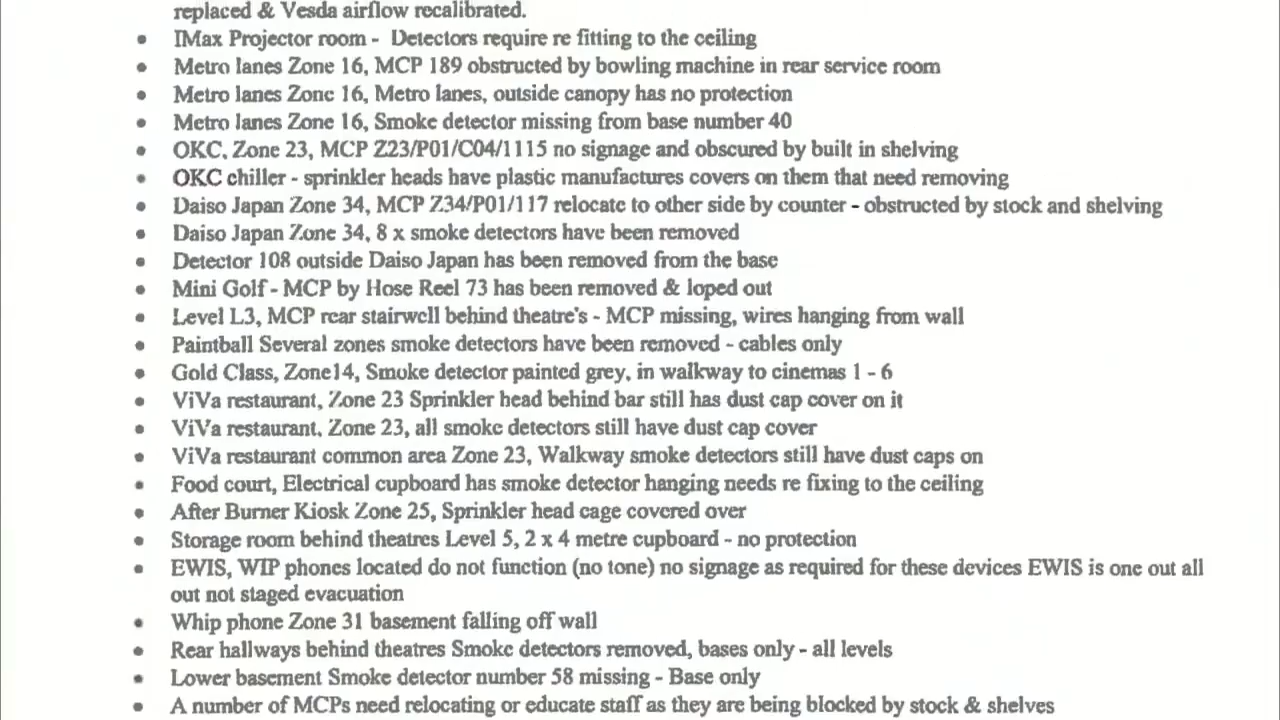 replaced & Vesda airflow recalibrated.
• IMax Projector room - Detectors require re fitting to the ceiling
• Metro lanes Zone 16, MCP 189 obstructed by bowling machine in rear service room
• Metro lanes Zone 16, Metro lanes, outside canopy has no protection
• Metro lanes Zone 16, Smoke detector missing from base number 40
• OKC, Zone 23, MCP Z23/P01/C04/1115 no signage and obscured by built in shelving
• OKC chiller - sprinkler heads have plastic manufactures covers on them that need removing
• Daiso Japan Zone 34, MCP Z34/P01/117 relocate to other side by counter - obstructed by stock and shelving
• Daiso Japan Zone 34, 8 x smoke detectors have been removed
• Detector 108 outside Daiso Japan has been removed from the base
• Mini Golf - MCP by Hose Reel 73 has been removed & loped out
• Level L3, MCP rear stairwell behind theatre's - MCP missing, wires hanging from wall
• Paintball Several zones smoke detectors have been removed - cables only
• Gold Class, Zone14, Smoke detector painted grey, in walkway to cinemas 1 - 6
• ViVa restaurant, Zone 23 Sprinkler head behind bar still has dust cap cover on it
• ViVa restaurant, Zone 23, all smoke detectors still have dust cap cover
• ViVa restaurant common area Zone 23, Walkway smoke detectors still have dust caps on
• Food court, Electrical cupboard has smoke detector hanging needs re fixing to the ceiling
• After Burner Kiosk Zone 25, Sprinkler head cage covered over
• Storage room behind theatres Level 5, 2 x 4 metre cupboard - no protection
• EWIS, WIP phones located do not function (no tone) no signage as required for these devices EWIS is one out all
out not staged evacuation
• Whip phone Zone 31 basement falling off wall
• Rear hallways behind theatres Smoke detectors removed, bases only - all levels
• Lower basement Smoke detector number 58 missing - Base only
• A number of MCPs need relocating or educate staff as they are being blocked by stock & shelves